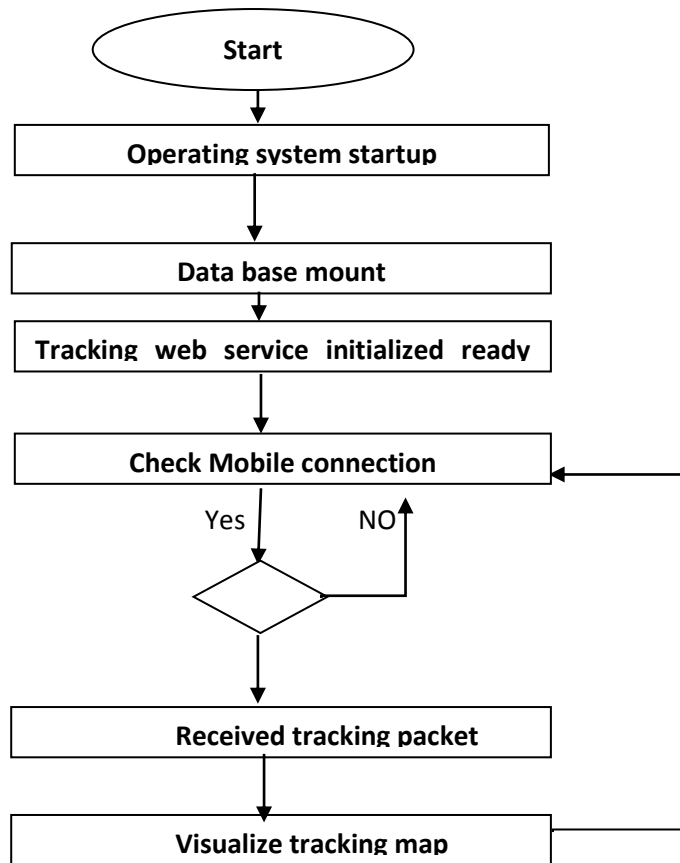 Start
Operating system startup
Data base mount
Tracking web service initialized ready
Check Mobile connection
Yes NO
Received tracking packet
Visualize tracking map